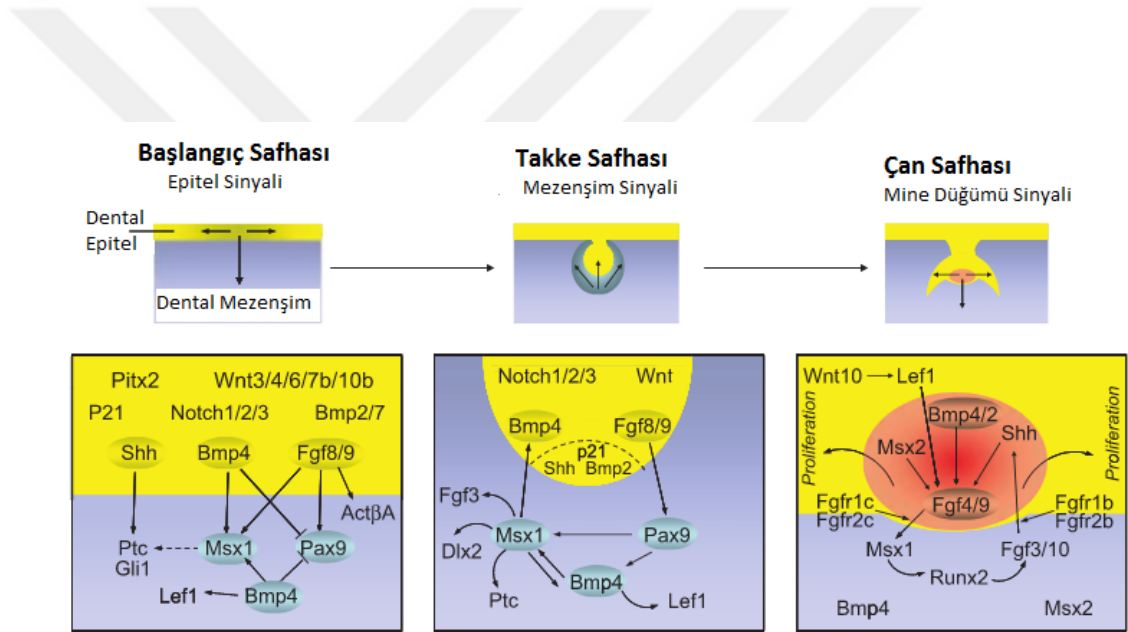 Başlangıç Safhası
Epitel Sinyali
Takke Safhası
Mezenşim Sinyali
Çan Safhası
Mine Düğümü Sinyali
Dental
Epitel
Dental Mezenşim
Pitx2 Wnt3/4/6/7b/10b
P21 Notch1/2/3 Bmp2/7
Shh Bmp4 Fgf8/9
ActβA
Ptc Msx1 Pax9
Gli1
Lef1 Bmp4
Notch1/2/3 Wnt
Bmp4 Fgf8/9
p21
Shh Bmp2
Fgf3
Msx1 Pax9
Dlx2
Bmp4
Ptc Lef1
Wnt10 Lef1
Bmp4/2
Shh
Msx2
Proliferation
Proliferation
Fgf4/9
Fgfr1c Fgfr1b
Fgfr2c Fgfr2b
Msx1 Fgf3/10
Runx2
Bmp4 Msx2